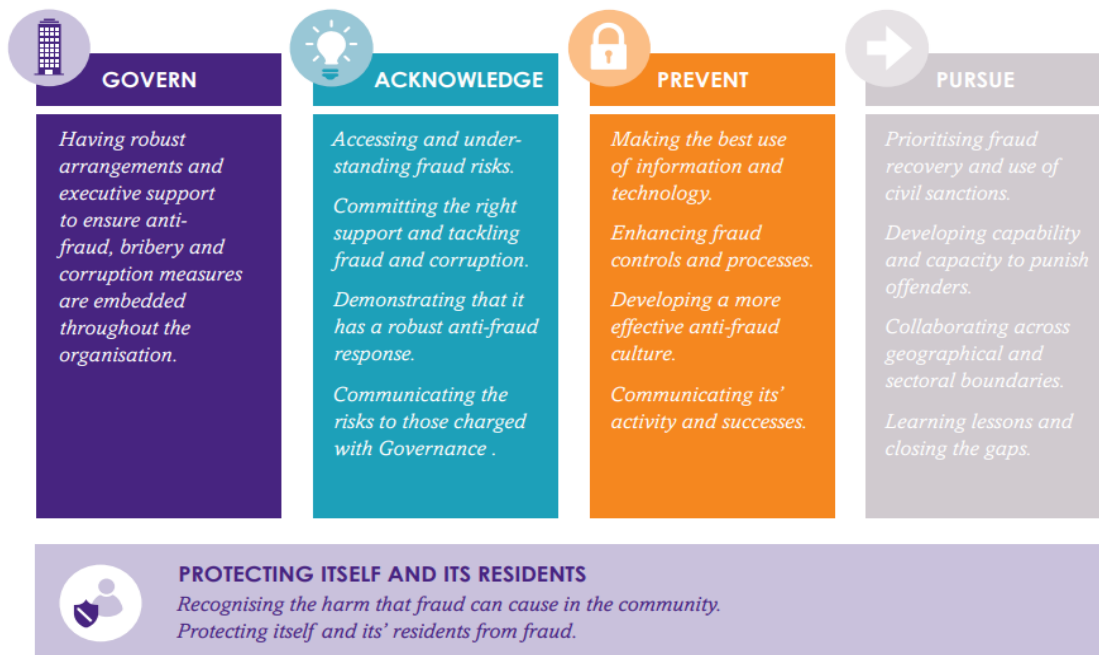 GOVERN
Having robust
arrangements and
executive support
to ensure anti-
fraud, bribery and
corruption measures
are embedded
throughout the
organisation.
ACKNOWLEDGE
Accessing and under-
standing fraud risks.
Committing the right
support and tackling
fraud and corruption.
Demonstrating that it
has a robust anti-fraud
response.
Communicating the
risks to those charged
with Governance .
PREVENT
Making the best use
of information and
technology.
Enhancing fraud
controls and processes.
Developing a more
effective anti-fraud
culture.
Communicating its’
activity and successes.
PURSUE
Prioritising fraud
recovery and use of
civil sanctions.
Developing capability
and capacity to punish
offenders.
Collaborating across
geographical and
sectoral boundaries.
Learning lessons and
closing the gaps.
PROTECTING ITSELF AND ITS RESIDENTS
Recognising the harm that fraud can cause in the community.
Protecting itself and its’ residents from fraud.